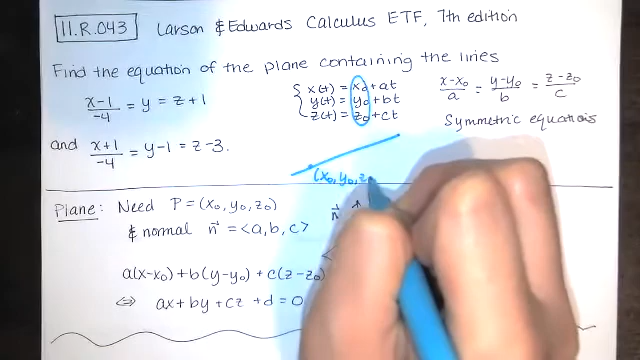 11.R.043 Larson & Edwards Calculus ETF, 7th edition
Find the equation of the plane containing the lines
x-1/-4 = y = z+1
and x+1/-4 = y-1 = z-3.
{ x(t) = x₀+at
y(t) = y₀+bt
z(t) = z₀+ct
x-x₀/a = y-y₀/b = z-z₀/c
Symmetric equations
(x₀,y₀,z₀
Plane: Need P=(x₀,y₀,z₀)
& normal n⃗ = <a,b,c>
a(x-x₀)+b(y-y₀)+c(z-z₀)
⇔ ax+by+cz+d=0
n⃗
<